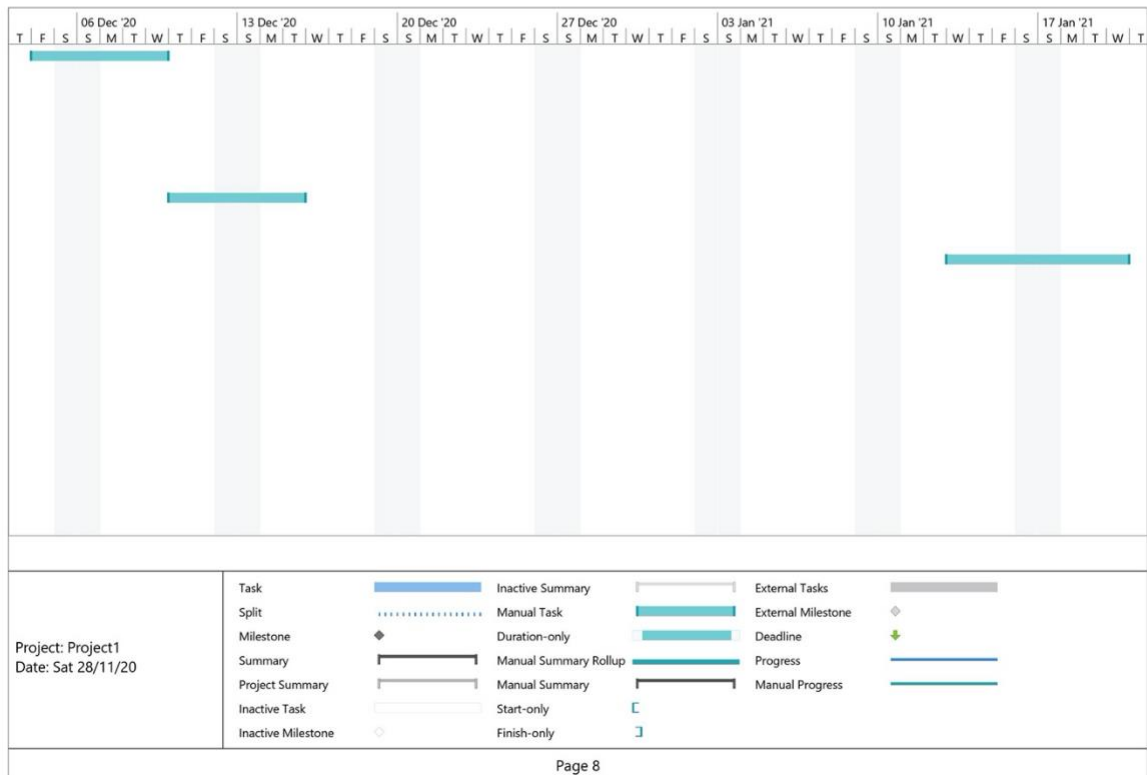 06 Dec '20 13 Dec '20 20 Dec '20 27 Dec '20 03 Jan '21 10 Jan '21 17 Jan '21
T F S S M T W T F S S M T W T F S S M T W T F S S M T W T F S S M T W T F S S M T W T F S S M T W T
Project: Project1
Date: Sat 28/11/20
Task Inactive Summary External Tasks
Split Manual Task External Milestone
Milestone Duration-only Deadline
Summary Manual Summary Rollup Progress
Project Summary Manual Summary Manual Progress
Inactive Task Start-only
Inactive Milestone Finish-only
Page 8